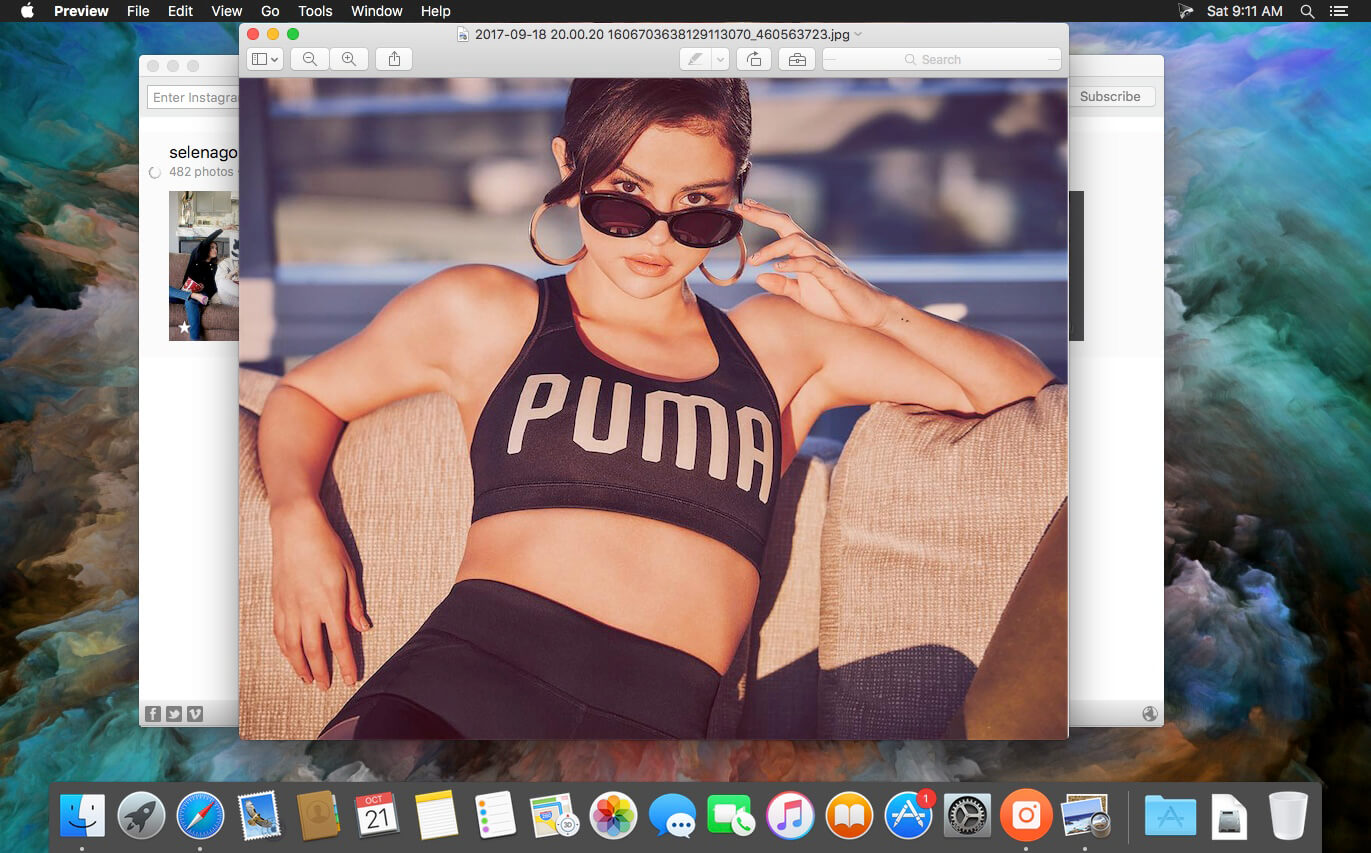 Preview File Edit View Go Tools Window Help Sat 9:11 AM
2017-09-18 20.00.20 1606703638129113070_460563723.jpg
Search
Enter Instagra
Subscribe
selenago
482 photos
PUMA
OCT
21
3D
1